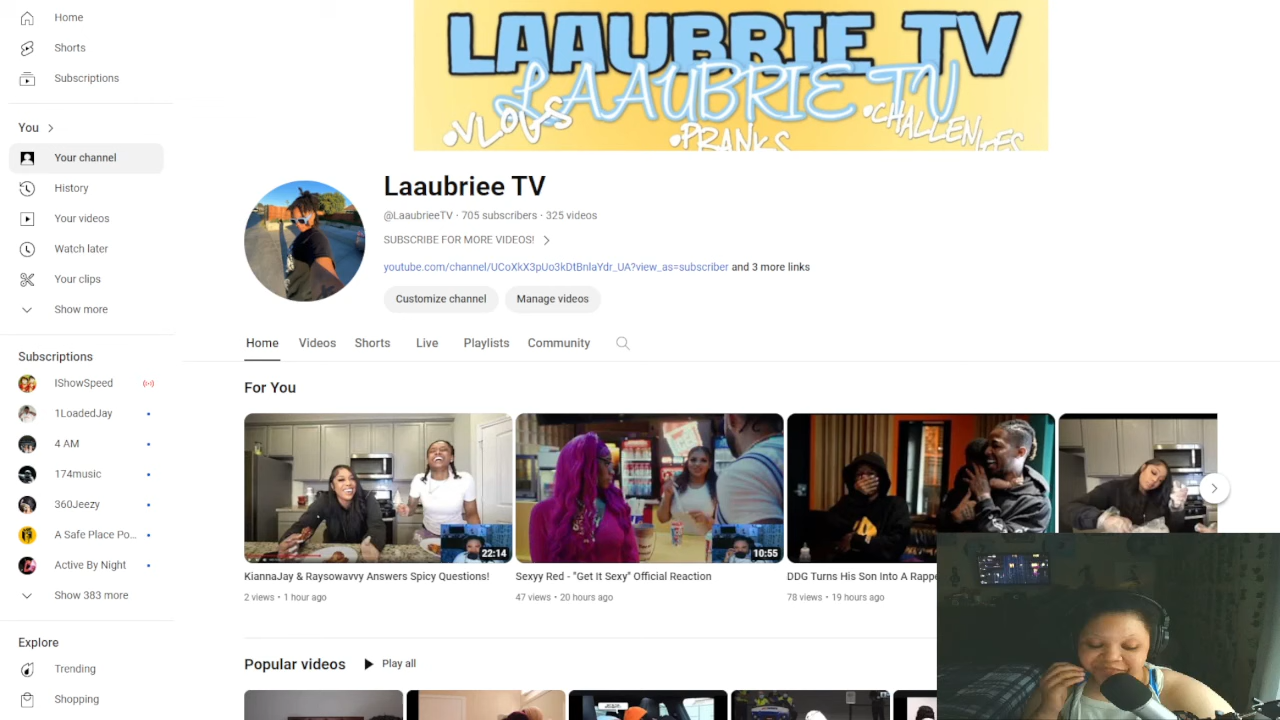 Home
Shorts
Subscriptions
You
Your channel
History
Your videos
Watch later
Your clips
Show more
Subscriptions
IShowSpeed
1LoadedJay
4 AM
174music
360Jeezy
A Safe Place Po...
Active By Night
Show 383 more
Explore
Trending
Shopping
LAAUBRIE TV
LAAUBRIE TV
•VLOGS
•PRANKS
•CHALLENGES
Laaubriee TV
@LaaubrieeTV · 705 subscribers · 325 videos
SUBSCRIBE FOR MORE VIDEOS!
youtube.com/channel/UCoXkX3pUo3kDtBnlaYdr_UA?view_as=subscriber and 3 more links
Customize channel
Manage videos
Home Videos Shorts Live Playlists Community
For You
22:14
10:55
KiannaJay & Raysowavvy Answers Spicy Questions!
2 views • 1 hour ago
Sexyy Red - "Get It Sexy" Official Reaction
47 views • 20 hours ago
DDG Turns His Son Into A Rappe
78 views • 19 hours ago
Popular videos
Play all